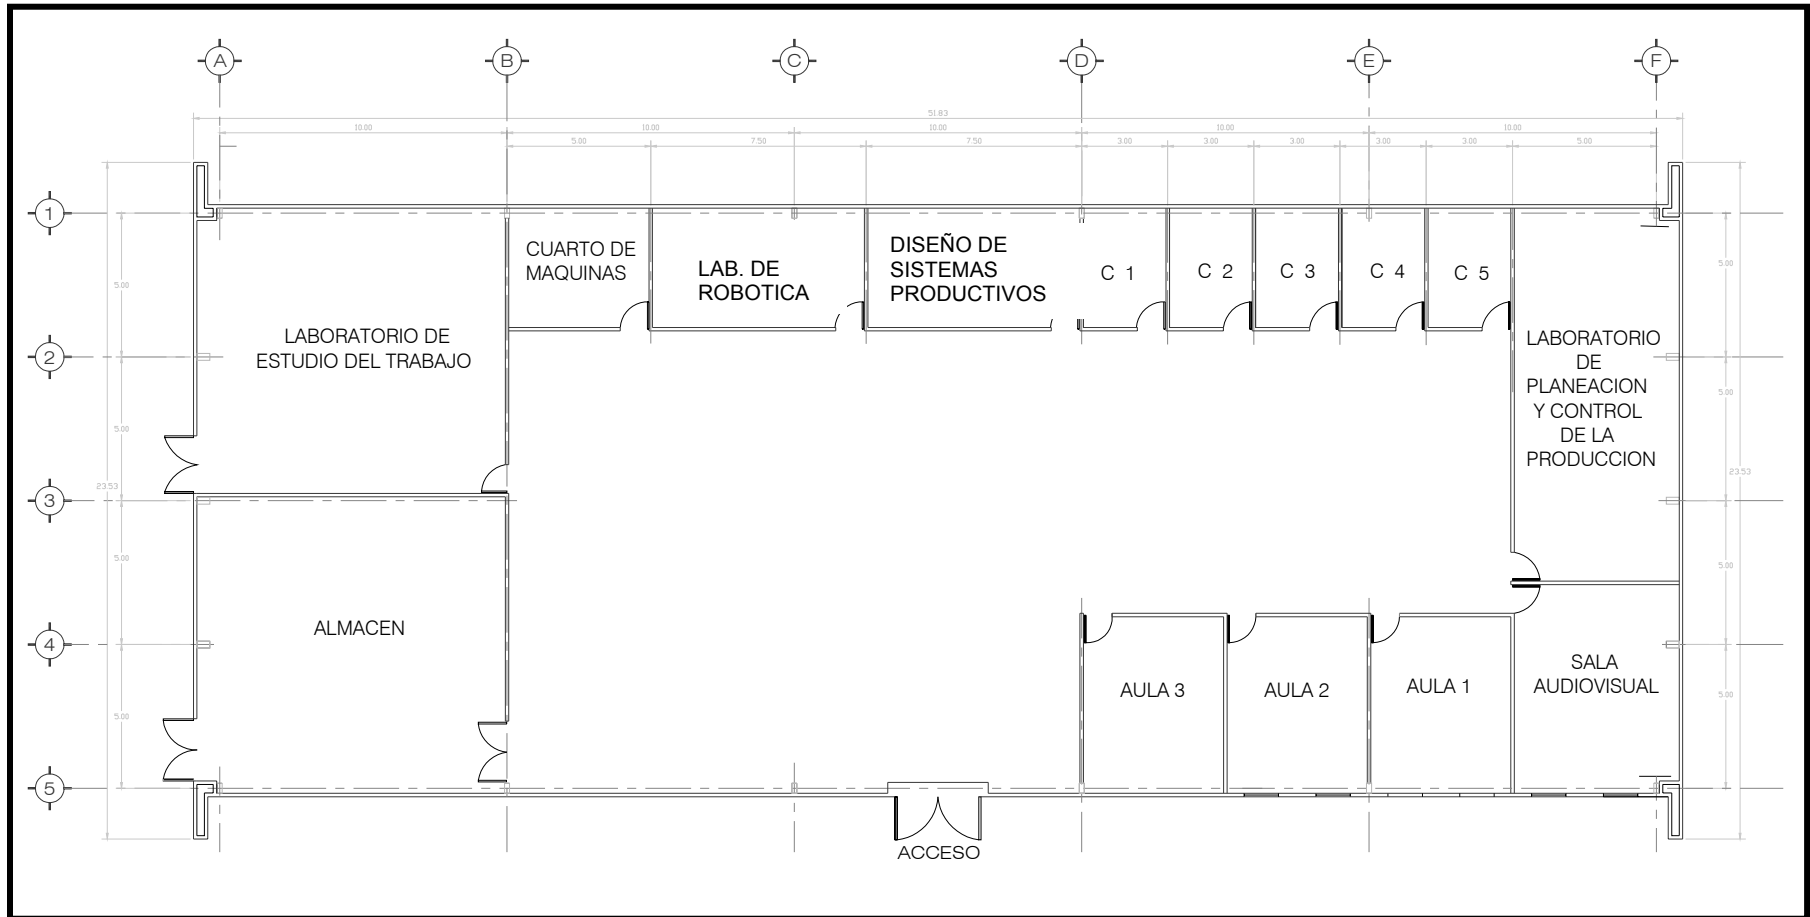 A
B
C
D
E
F
51.83
10.00
10.00
10.00
10.00
10.00
5.00
7.50
7.50
3.00
3.00
3.00
3.00
3.00
5.00
1
2
3
4
5
CUARTO DE
MAQUINAS
LAB. DE
ROBOTICA
DISEÑO DE
SISTEMAS
PRODUCTIVOS
C 1
C 2
C 3
C 4
C 5
LABORATORIO DE
ESTUDIO DEL TRABAJO
LABORATORIO
DE
PLANEACION
Y CONTROL
DE LA
PRODUCCION
5.00
5.00
23.53
5.00
5.00
5.00
5.00
23.53
5.00
5.00
ALMACEN
AULA 3
AULA 2
AULA 1
SALA
AUDIOVISUAL
ACCESO